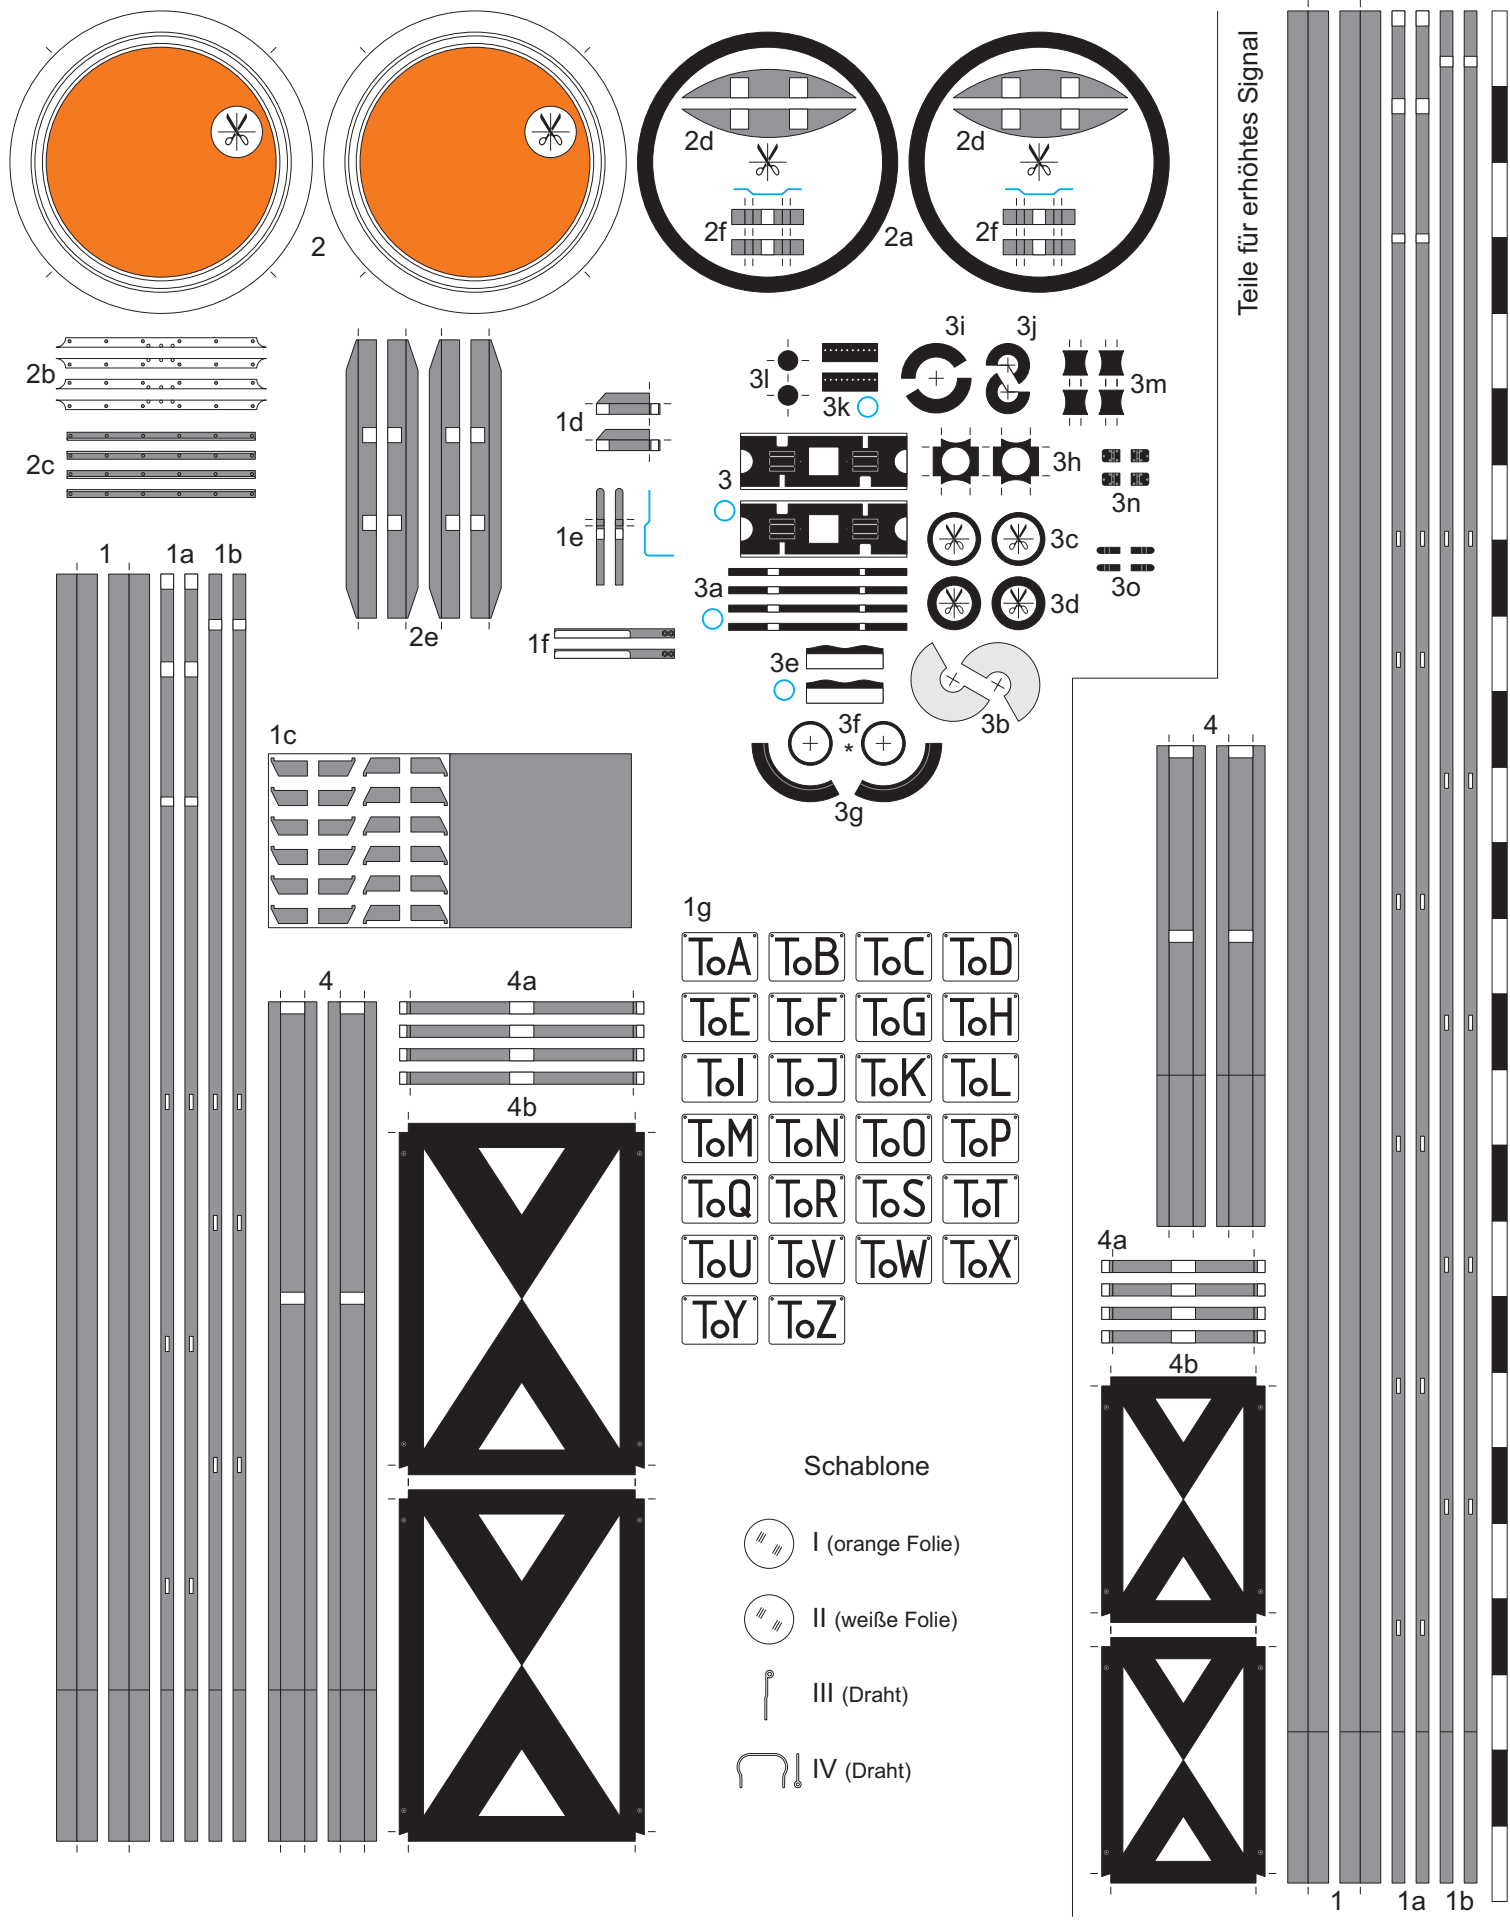 2
2d
2f
2a
2d
2f
Teile für erhöhtes Signal
2b
2c
2e
1d
1e
1f
3l
3k
3i
3j
3m
3
3h
3n
3a
3c
3o
3d
3e
3b
3f
*
3g
1
1a
1b
1c
4
4a
4b
1g
ToA ToB ToC ToD
ToE ToF ToG ToH
ToI ToJ ToK ToL
ToM ToN ToO ToP
ToQ ToR ToS ToT
ToU ToV ToW ToX
ToY ToZ
Schablone
I (orange Folie)
II (weiße Folie)
III (Draht)
IV (Draht)
4
4a
4b
1
1a
1b